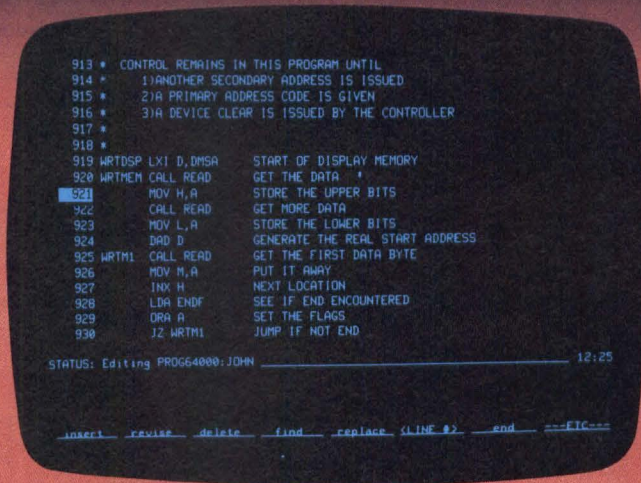 913 * CONTROL REMAINS IN THIS PROGRAM UNTIL
914 * 1)ANOTHER SECONDARY ADDRESS IS ISSUED
915 * 2)A PRIMARY ADDRESS CODE IS GIVEN
916 * 3)A DEVICE CLEAR IS ISSUED BY THE CONTROLLER
917 *
918 *
919 WRTDSP LXI D,DMSA START OF DISPLAY MEMORY
920 WRTMEM CALL READ GET THE DATA
921 MOV H,A STORE THE UPPER BITS
922 CALL READ GET MORE DATA
923 MOV L,A STORE THE LOWER BITS
924 DAD D GENERATE THE REAL START ADDRESS
925 WRTM1 CALL READ GET THE FIRST DATA BYTE
926 MOV M,A PUT IT AWAY
927 INX H NEXT LOCATION
928 LDA ENDF SEE IF END ENCOUNTERED
929 ORA A SET THE FLAGS
930 JZ WRTM1 JUMP IF NOT END
STATUS: Editing PROG64000:JOHN 12:25
insert revise delete find replace <LINE #> end ---ETC---